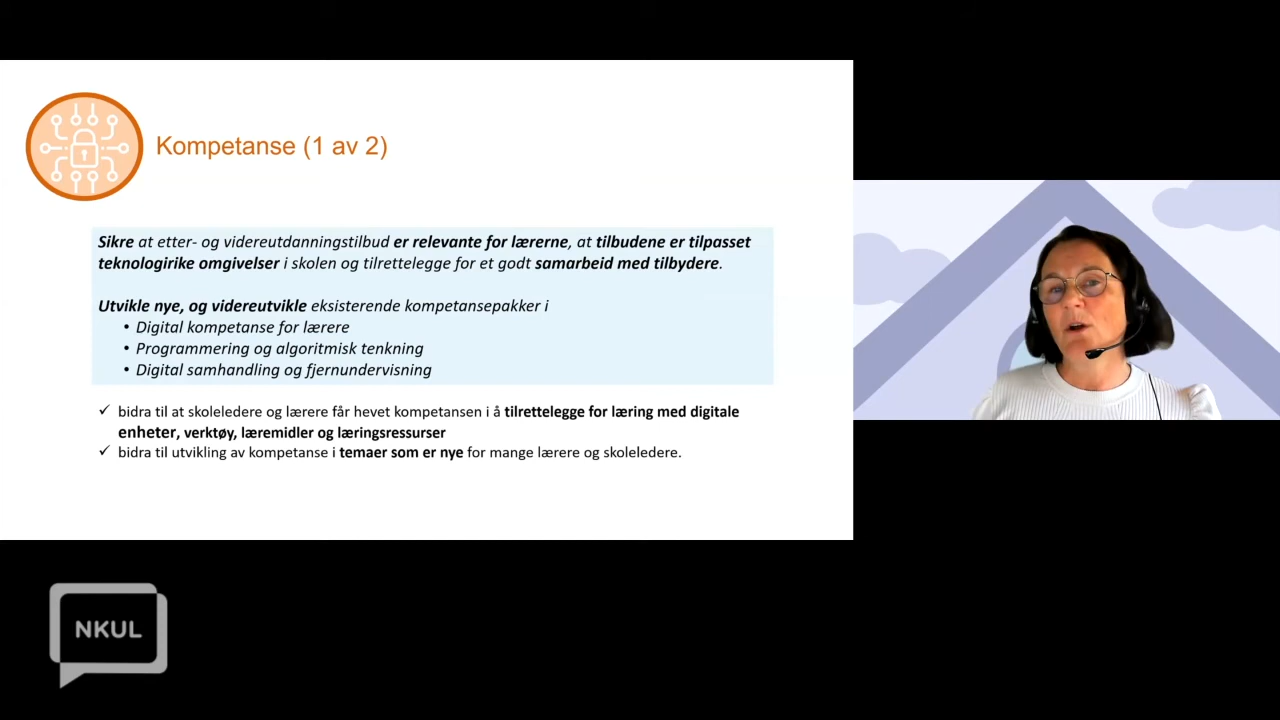 Kompetanse (1 av 2)
Sikre at etter- og videreutdanningstilbud er relevante for lærerne, at tilbudene er tilpasset
teknologirike omgivelser i skolen og tilrettelegge for et godt samarbeid med tilbydere.
Utvikle nye, og videreutvikle eksisterende kompetansepakker i
• Digital kompetanse for lærere
• Programmering og algoritmisk tenkning
• Digital samhandling og fjernundervisning
✓ bidra til at skoleledere og lærere får hevet kompetansen i å tilrettelegge for læring med digitale
enheter, verktøy, læremidler og læringsressurser
✓ bidra til utvikling av kompetanse i temaer som er nye for mange lærere og skoleledere.
NKUL